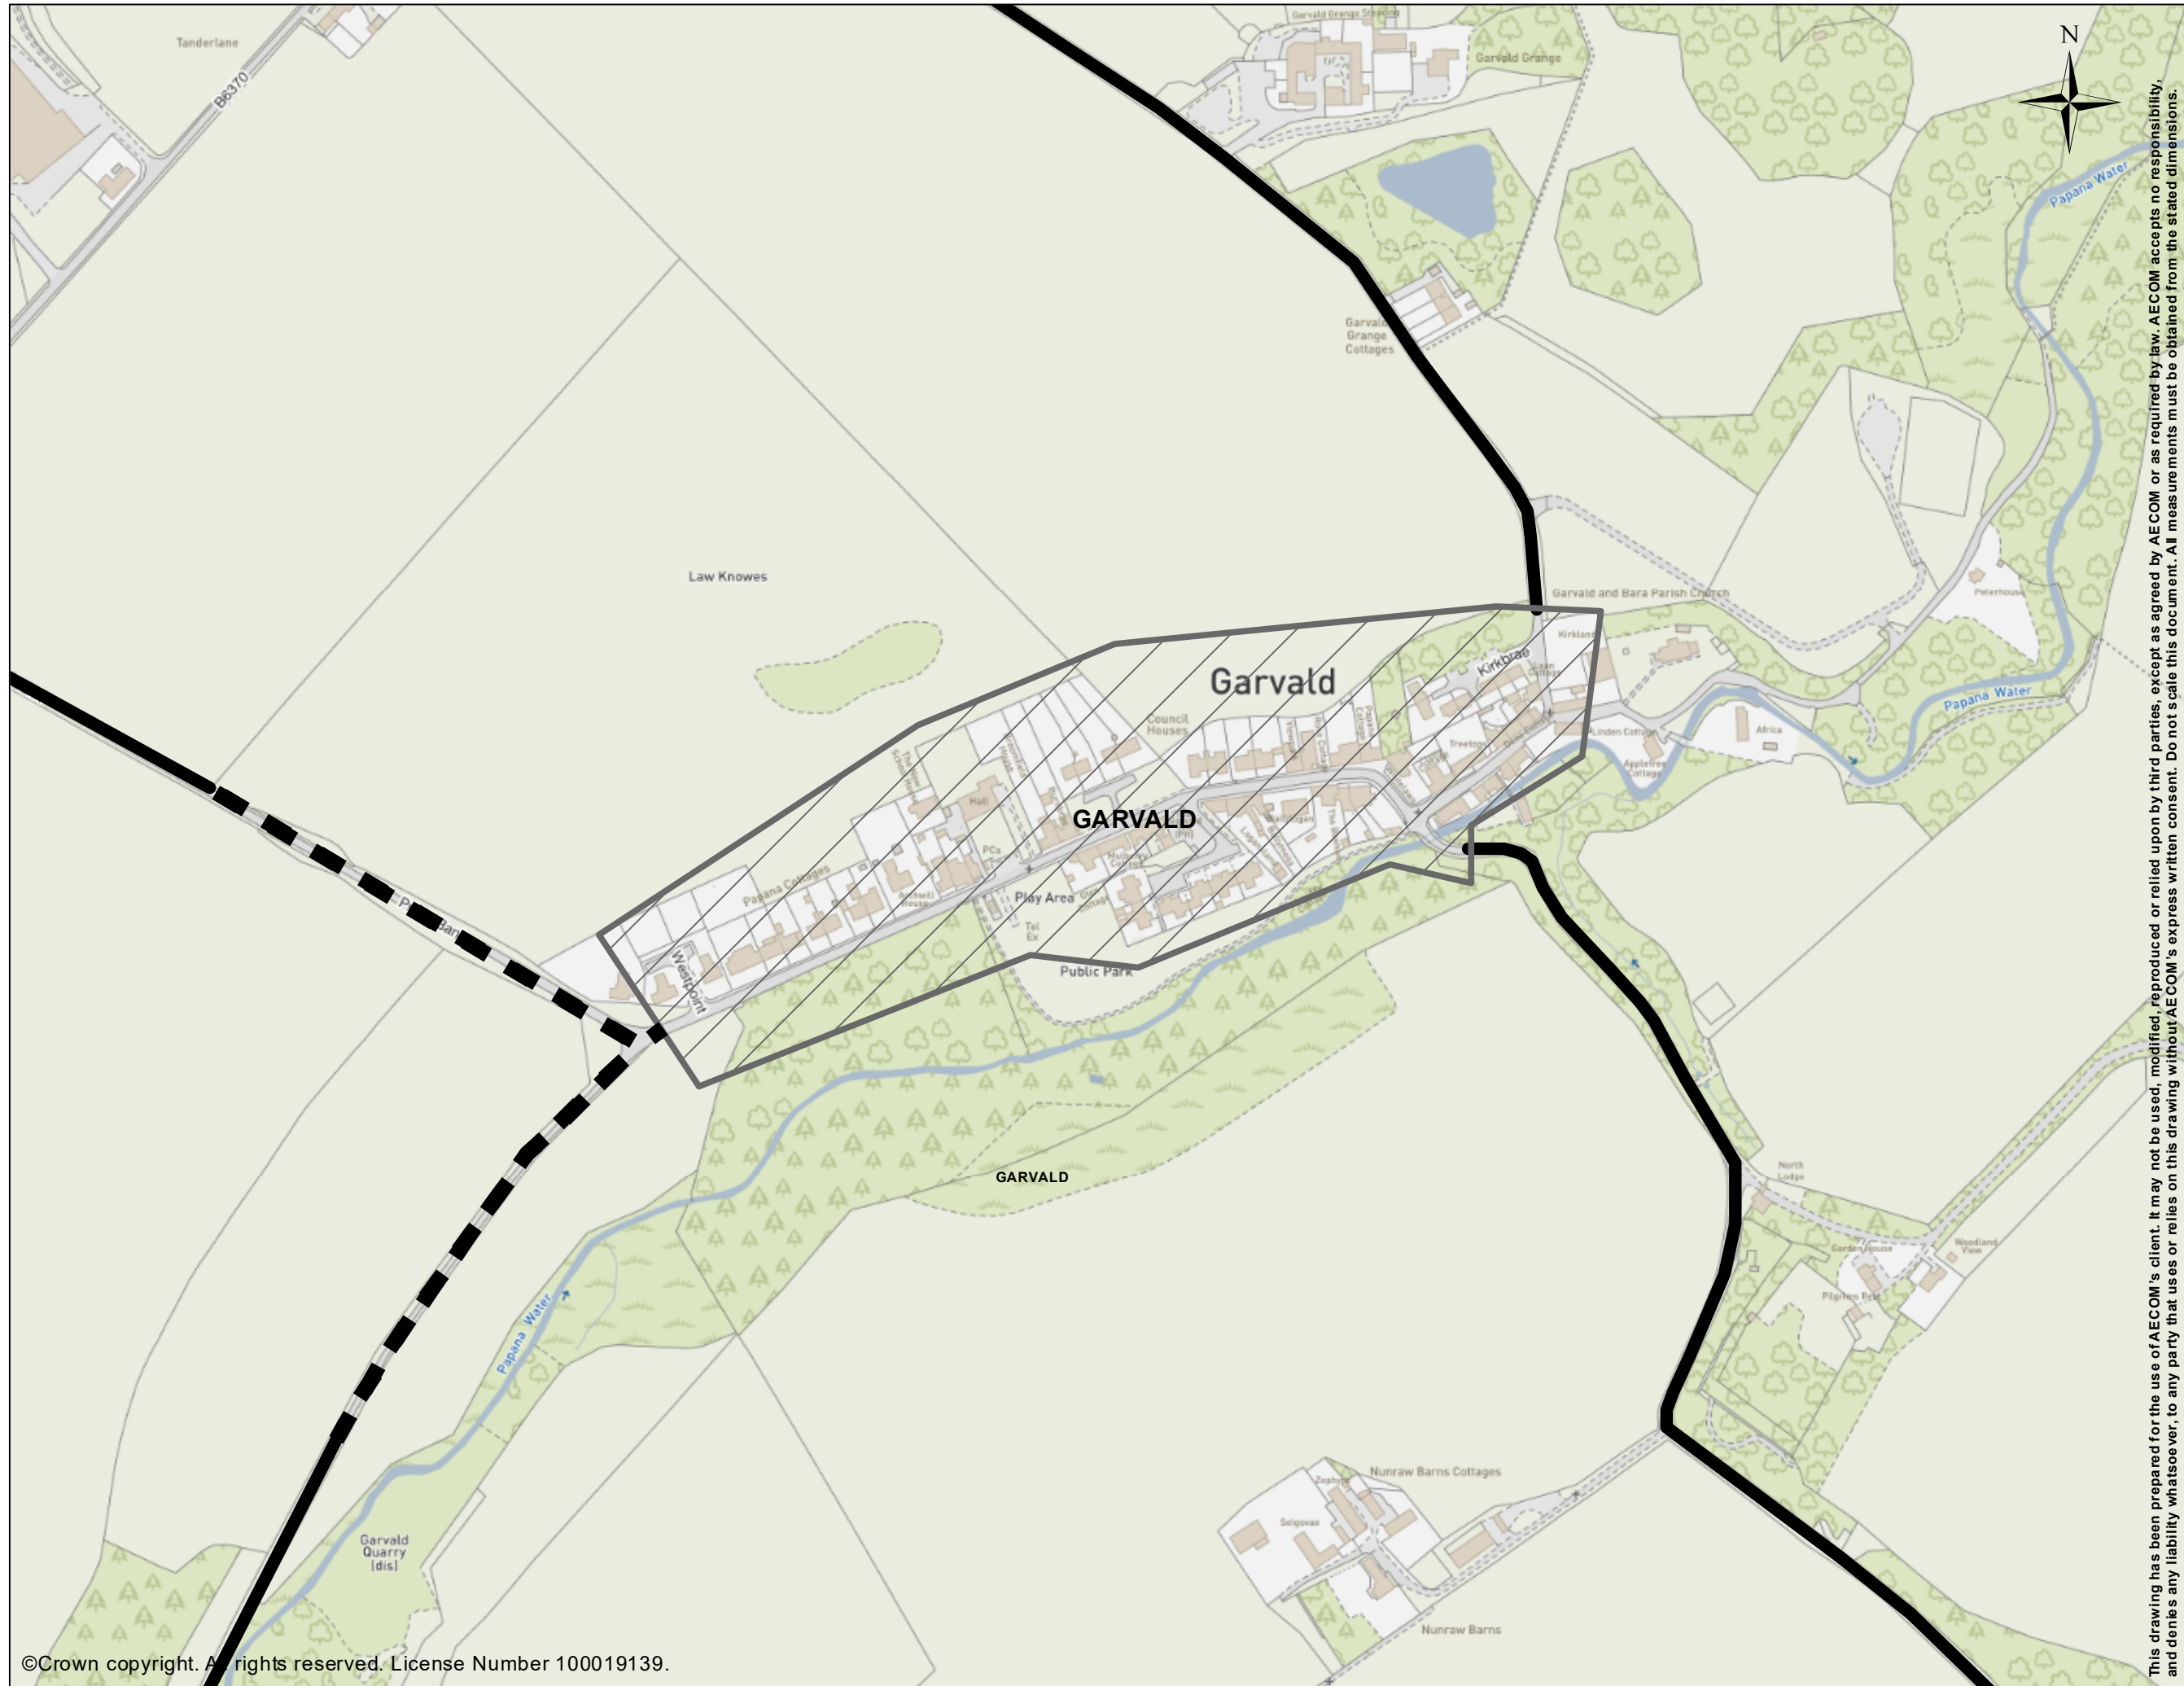 Garvald Grange Steading
Tanderlane
Garvald Grange
B6370
N
Papana Water
Garvald
Grange
Cottages
Law Knowes
Garvald and Bara Parish Church
Peterhouse
Kirkbrae
Garvald
Papana Water
Council
Houses
Linden Cottage
Africa
Treetops
Appletree
Cottage
Hall
GARVALD
(PH)
PCs
Papana Cottages
Play Area
Tel
Ex
Westpoint
Public Park
North
Lodge
GARVALD
Garden House
Woodland
View
Pilgrims Rest
Papana Water
Nunraw Barns Cottages
Selgovae
Garvald
Quarry
(dis)
Nunraw Barns
©Crown copyright. All rights reserved. License Number 100019139.
This drawing has been prepared for the use of AECOM's client. It may not be used, modified, reproduced or relied upon by third parties, except as agreed by AECOM or as required by law. AECOM accepts no responsibility,
and denies any liability whatsoever, to any party that uses or relies on this drawing without AECOM's express written consent. Do not scale this document. All measurements must be obtained from the stated dimensions.